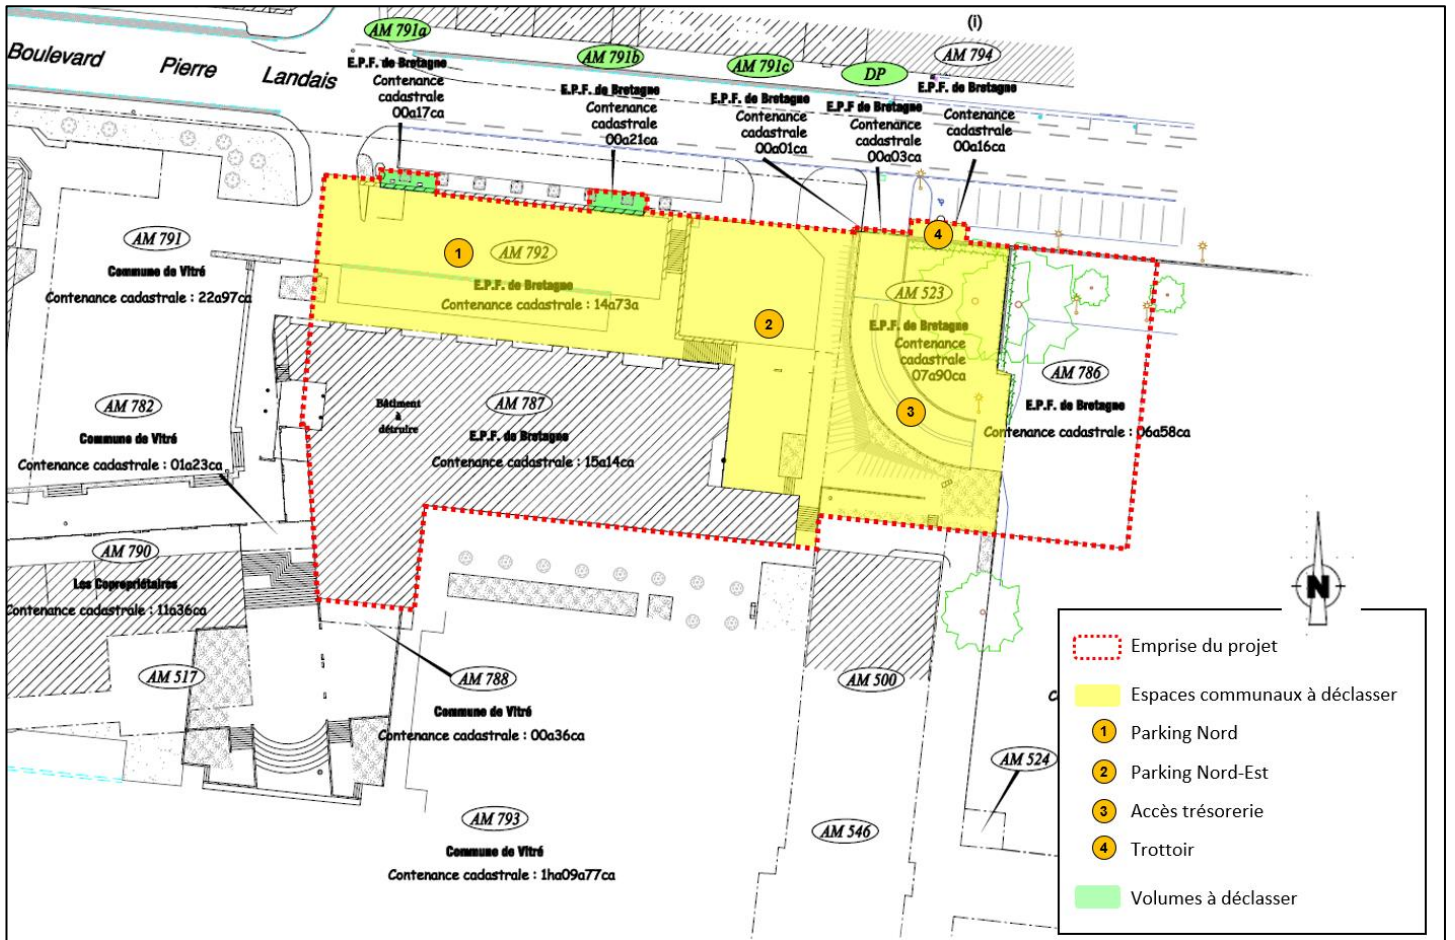 (i)
AM 791a
E.P.F. de Bretagne
Contenance
cadastrale
00a17ca
AM 791b
E.P.F. de Bretagne
Contenance
cadastrale
00a21ca
AM 791c
E.P.F. de Bretagne
Contenance
cadastrale
00a01ca
DP
E.P.F de Bretagne
Contenance
cadastrale
00a03ca
AM 794
E.P.F. de Bretagne
Contenance
cadastrale
00a16ca
Boulevard Pierre Landais
AM 791
Commune de Vitré
Contenance cadastrale : 22a97ca
1
AM 792
E.P.F. de Bretagne
Contenance cadastrale : 14a73a
2
4
AM 523
E.P.F. de Bretagne
Contenance
cadastrale
07a90ca
3
AM 786
E.P.F. de Bretagne
Contenance cadastrale : 06a58ca
AM 782
Commune de Vitré
Contenance cadastrale : 01a23ca
Bâtiment
à
détruire
AM 787
E.P.F. de Bretagne
Contenance cadastrale : 15a14ca
AM 790
Les Copropriétaires
Contenance cadastrale : 11a36ca
AM 517
AM 788
Commune de Vitré
Contenance cadastrale : 00a36ca
AM 500
AM 793
Commune de Vitré
Contenance cadastrale : 1ha09a77ca
AM 546
AM 524
N
Emprise du projet
Espaces communaux à déclasser
1 Parking Nord
2 Parking Nord-Est
3 Accès trésorerie
4 Trottoir
Volumes à déclasser